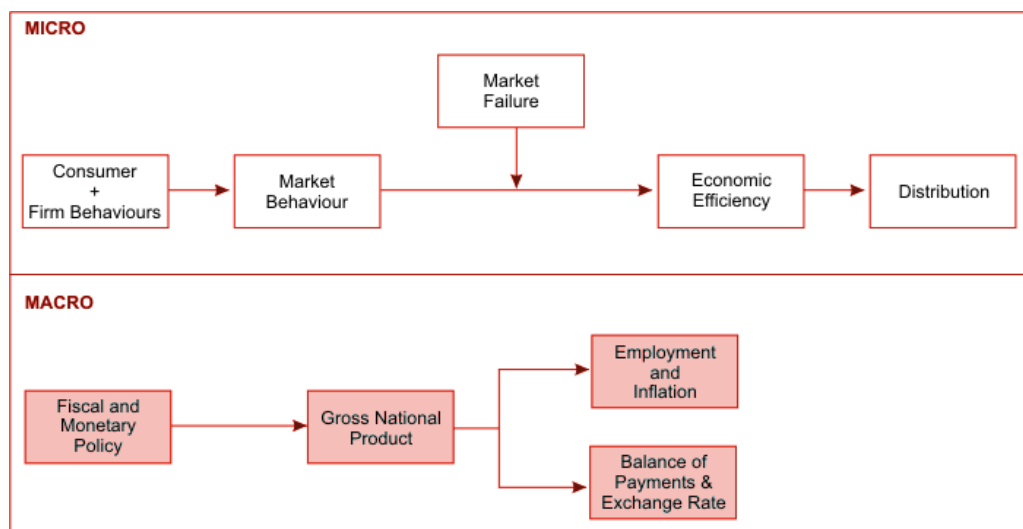 MICRO
Market
Failure
Consumer
+
Firm Behaviours
Market
Behaviour
Economic
Efficiency
Distribution
MACRO
Employment
and
Inflation
Fiscal and
Monetary
Policy
Gross National
Product
Balance of
Payments &
Exchange Rate